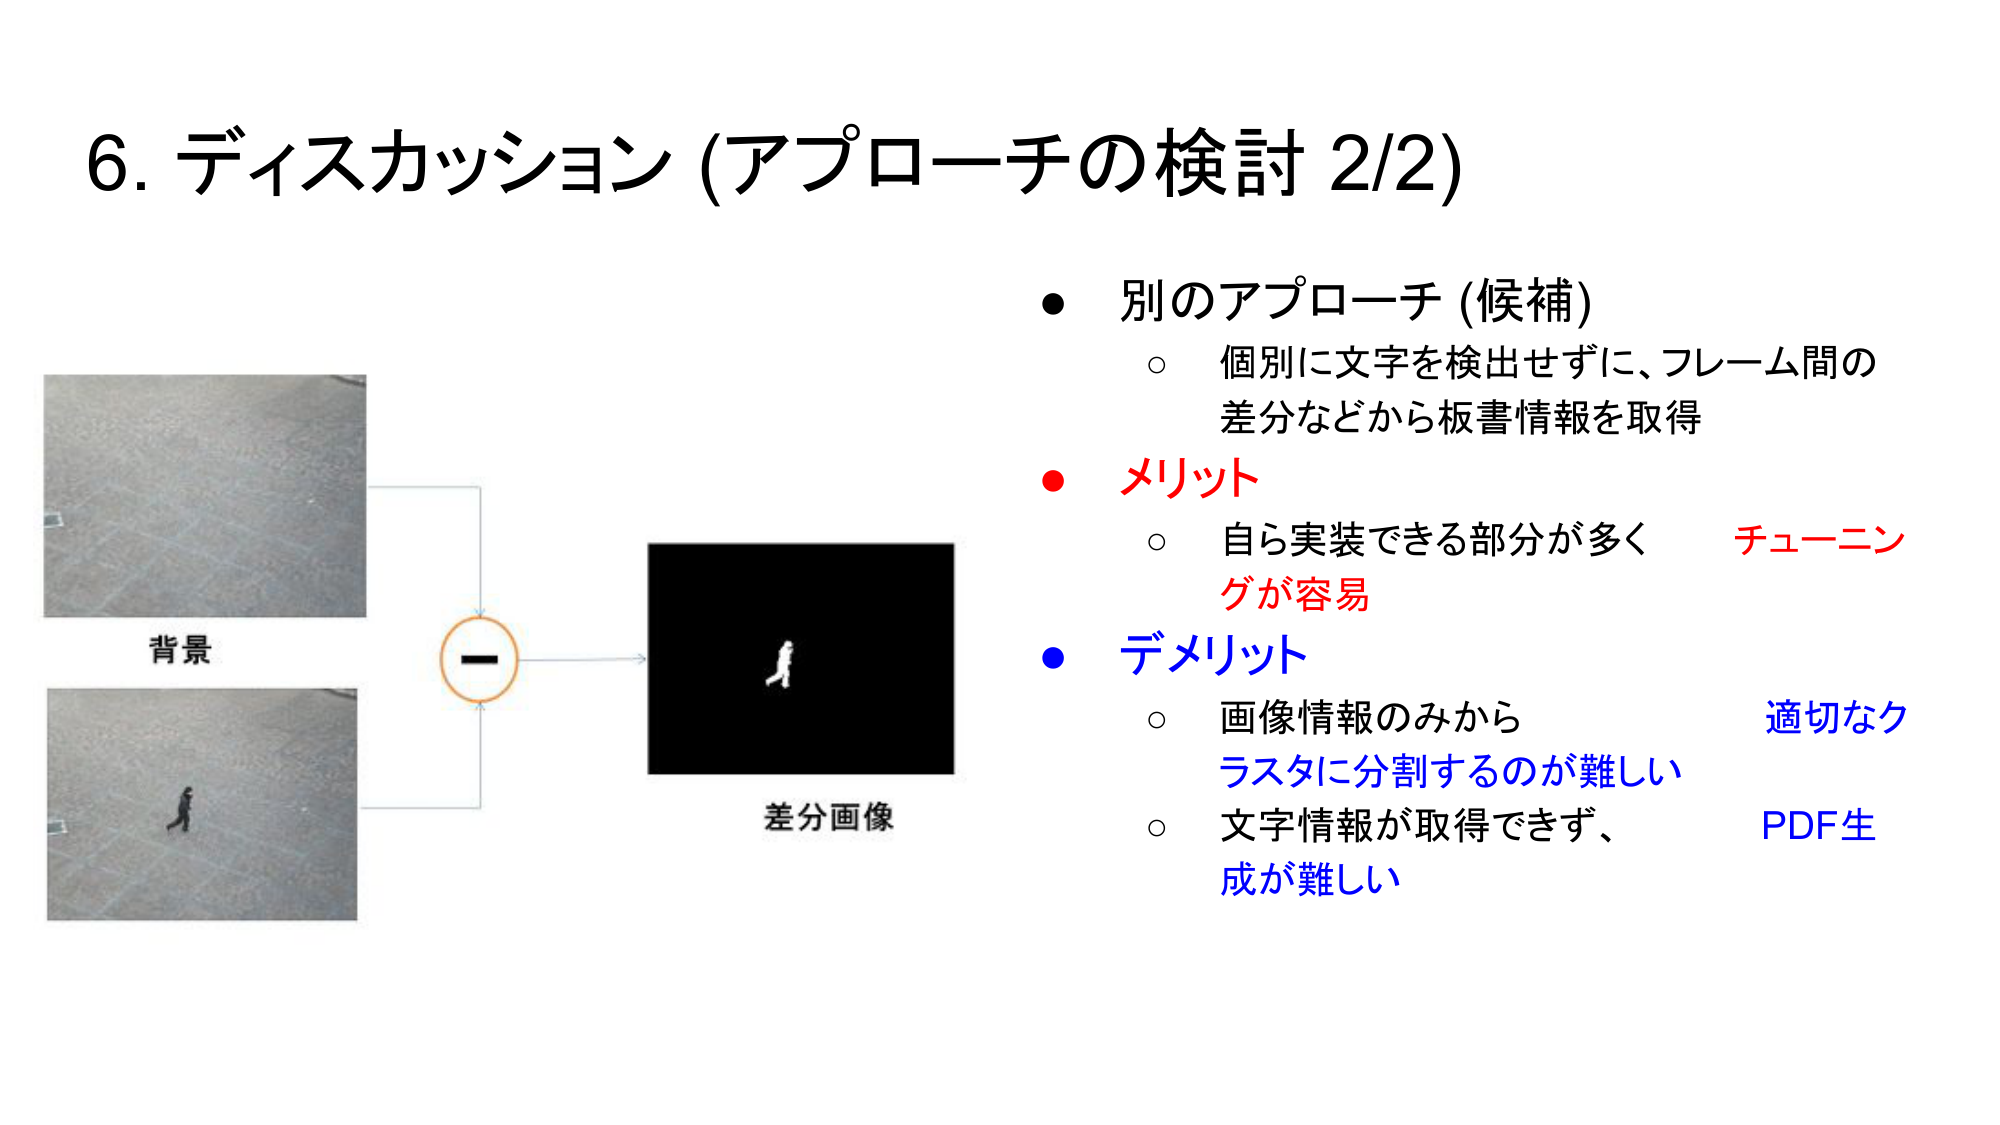 6. ディスカッション (アプローチの検討 2/2)
● 別のアプローチ (候補)
○ 個別に文字を検出せずに、フレーム間の
差分などから板書情報を取得
● メリット
○ 自ら実装できる部分が多く チューニン
グが容易
● デメリット
○ 画像情報のみから 適切なク
ラスタに分割するのが難しい
○ 文字情報が取得できず、 PDF生
成が難しい
背景
差分画像